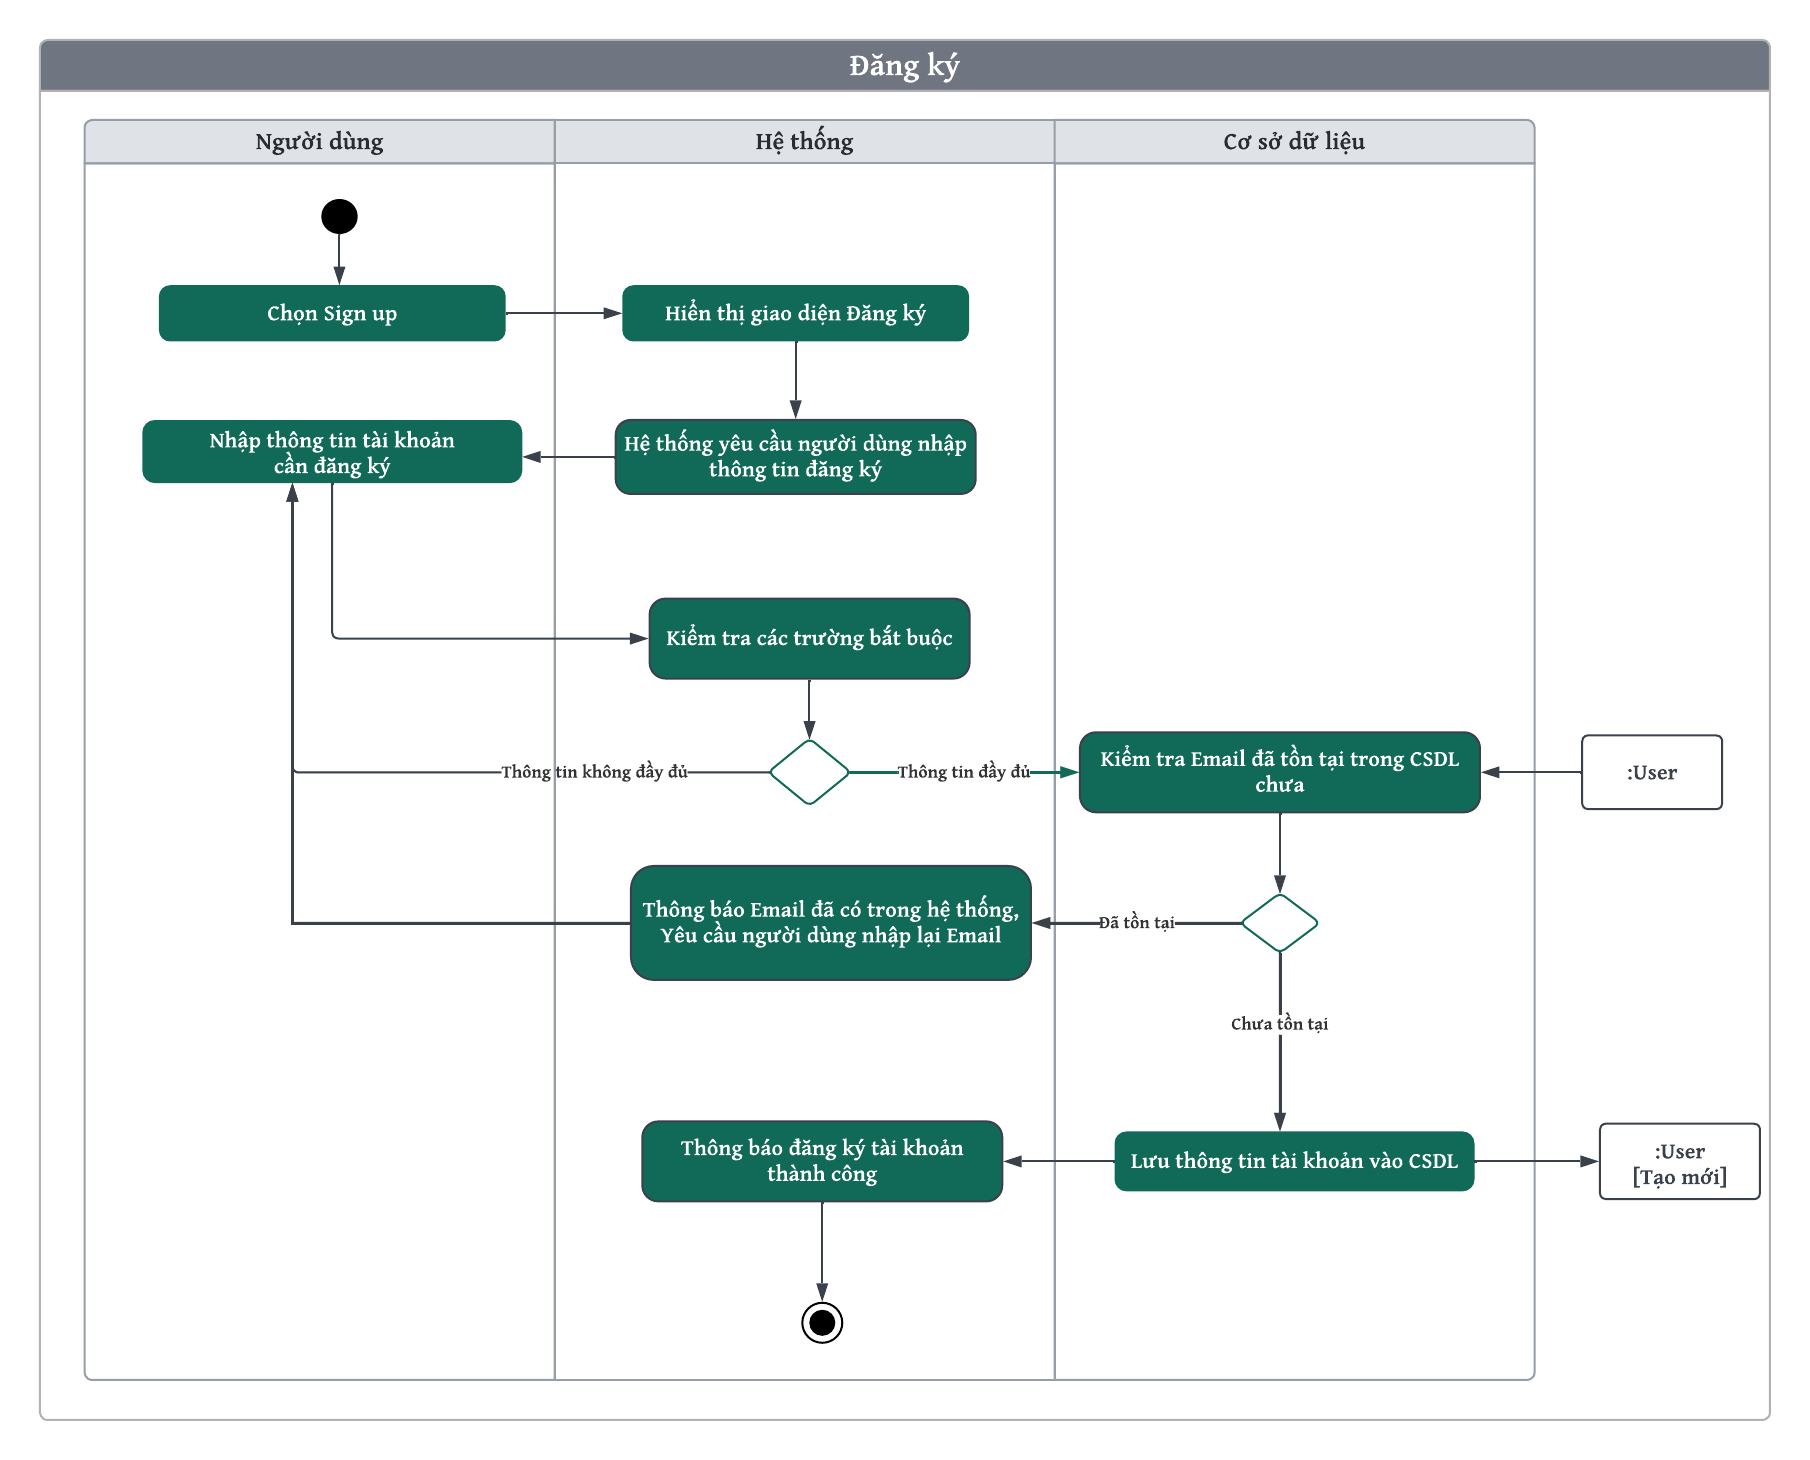 Đăng ký
Người dùng
Hệ thống
Cơ sở dữ liệu
Chọn Sign up
Hiển thị giao diện Đăng ký
Nhập thông tin tài khoản
cần đăng ký
Hệ thống yêu cầu người dùng nhập
thông tin đăng ký
Kiểm tra các trường bắt buộc
Thông tin không đầy đủ
Thông tin đầy đủ
Kiểm tra Email đã tồn tại trong CSDL
chưa
:User
Thông báo Email đã có trong hệ thống,
Yêu cầu người dùng nhập lại Email
Đã tồn tại
Chưa tồn tại
Thông báo đăng ký tài khoản
thành công
Lưu thông tin tài khoản vào CSDL
:User
[Tạo mới]